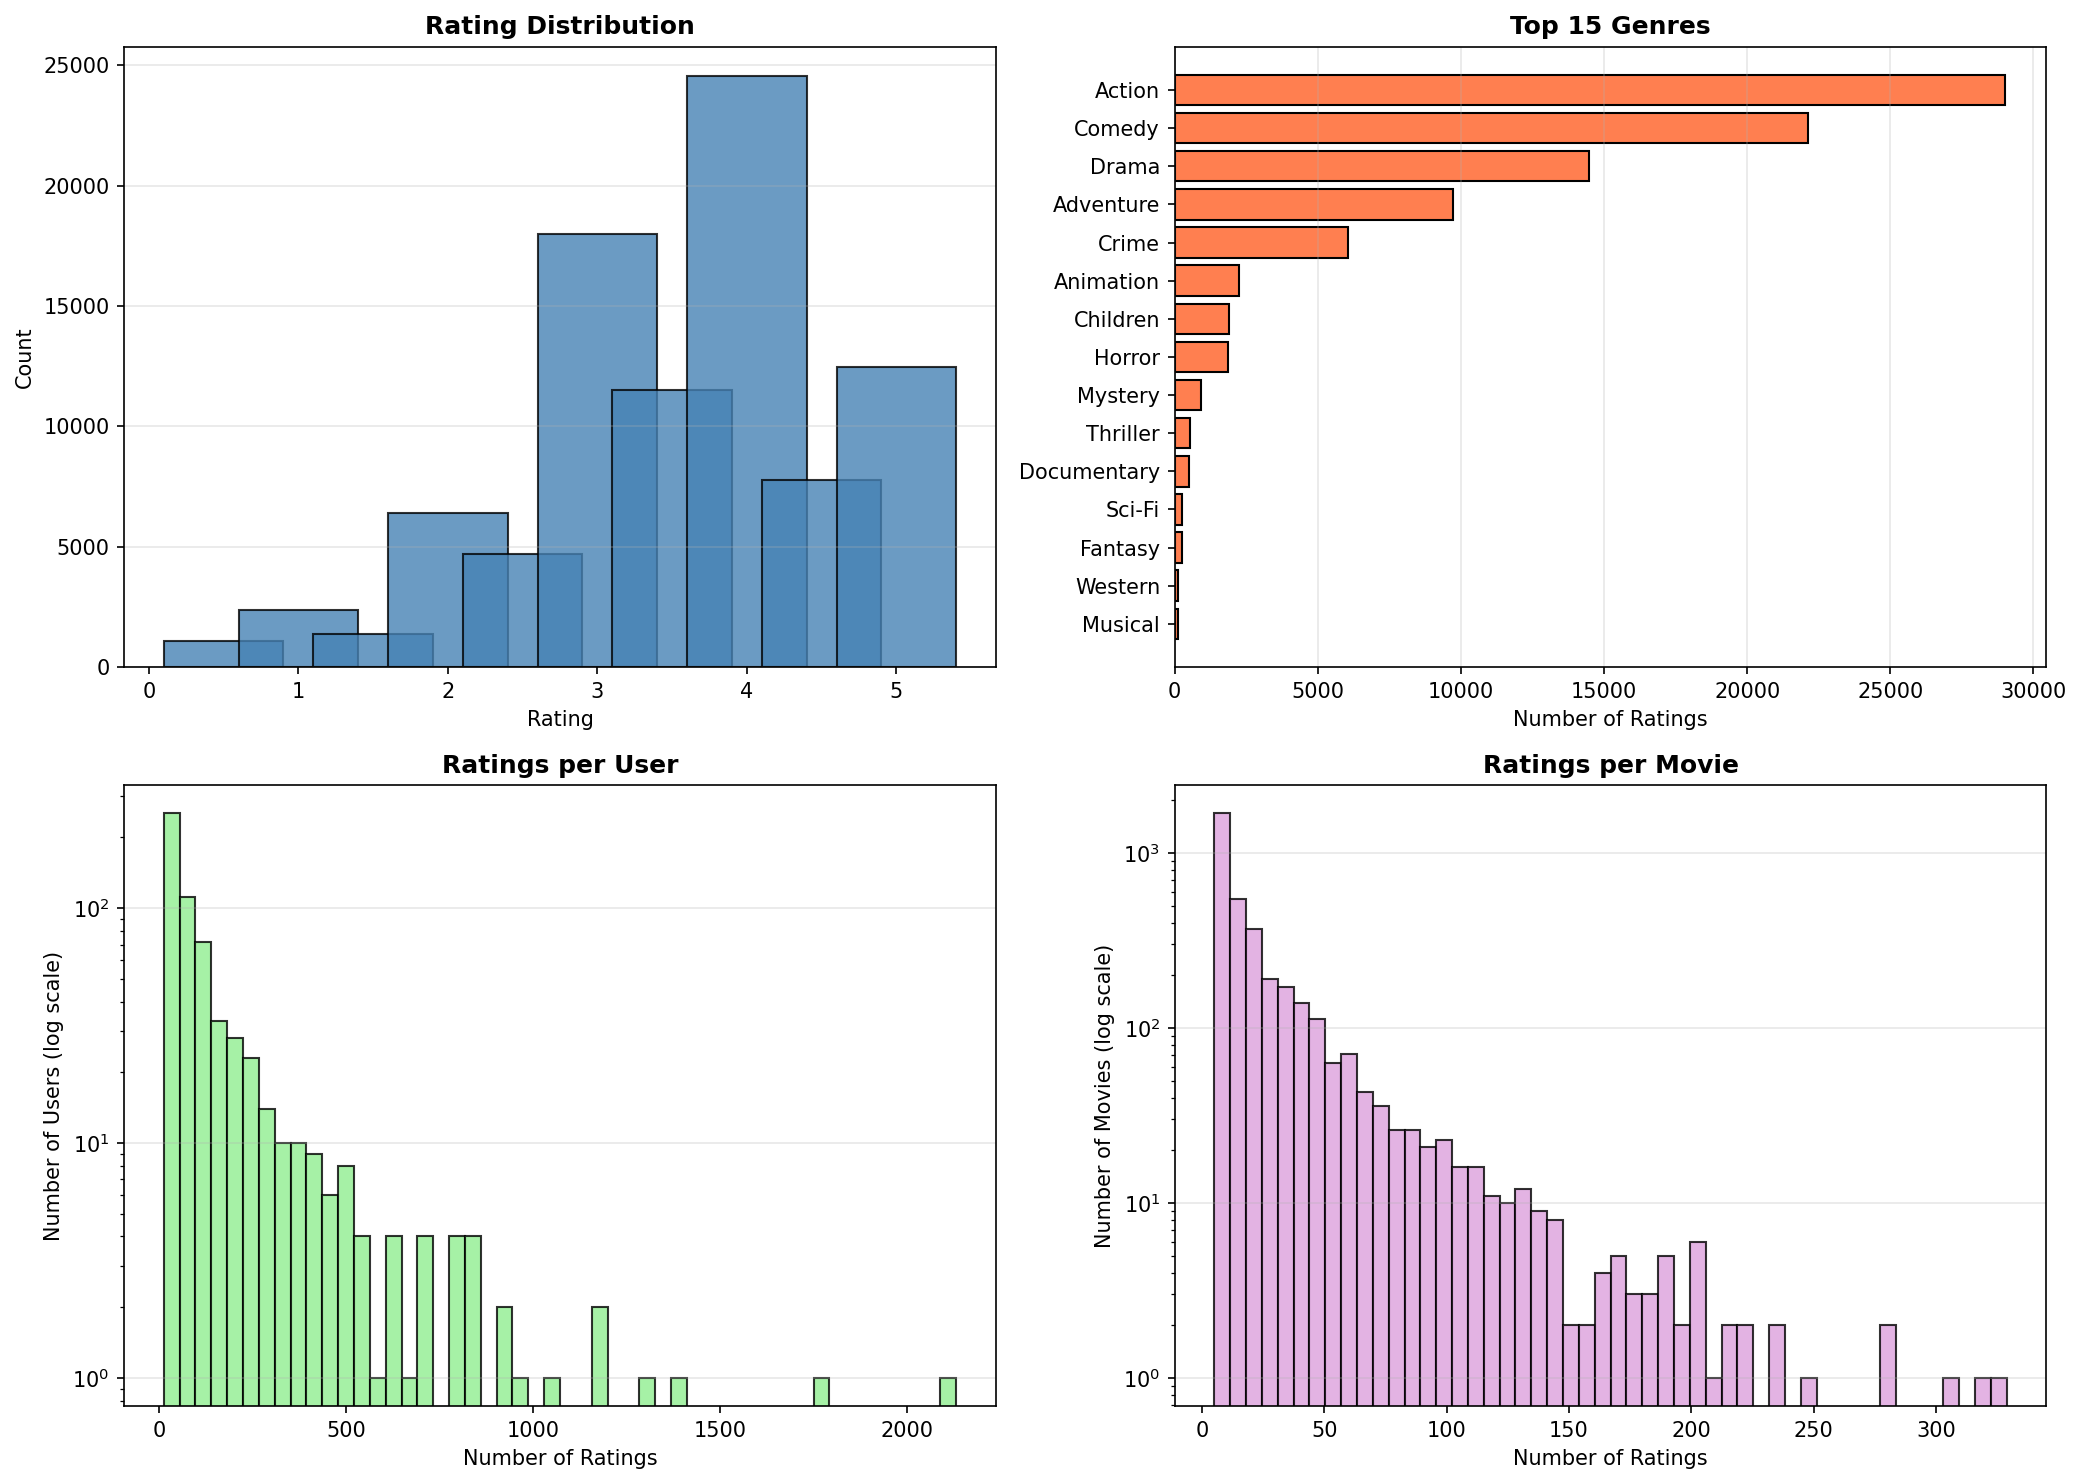 Rating Distribution
25000
20000
15000
10000
5000
0
Count
0 1 2 3 4 5
Rating
Top 15 Genres
Action
Comedy
Drama
Adventure
Crime
Animation
Children
Horror
Mystery
Thriller
Documentary
Sci-Fi
Fantasy
Western
Musical
0 5000 10000 15000 20000 25000 30000
Number of Ratings
Ratings per User
10²
10¹
10⁰
Number of Users (log scale)
0 500 1000 1500 2000
Number of Ratings
Ratings per Movie
10³
10²
10¹
10⁰
Number of Movies (log scale)
0 50 100 150 200 250 300
Number of Ratings